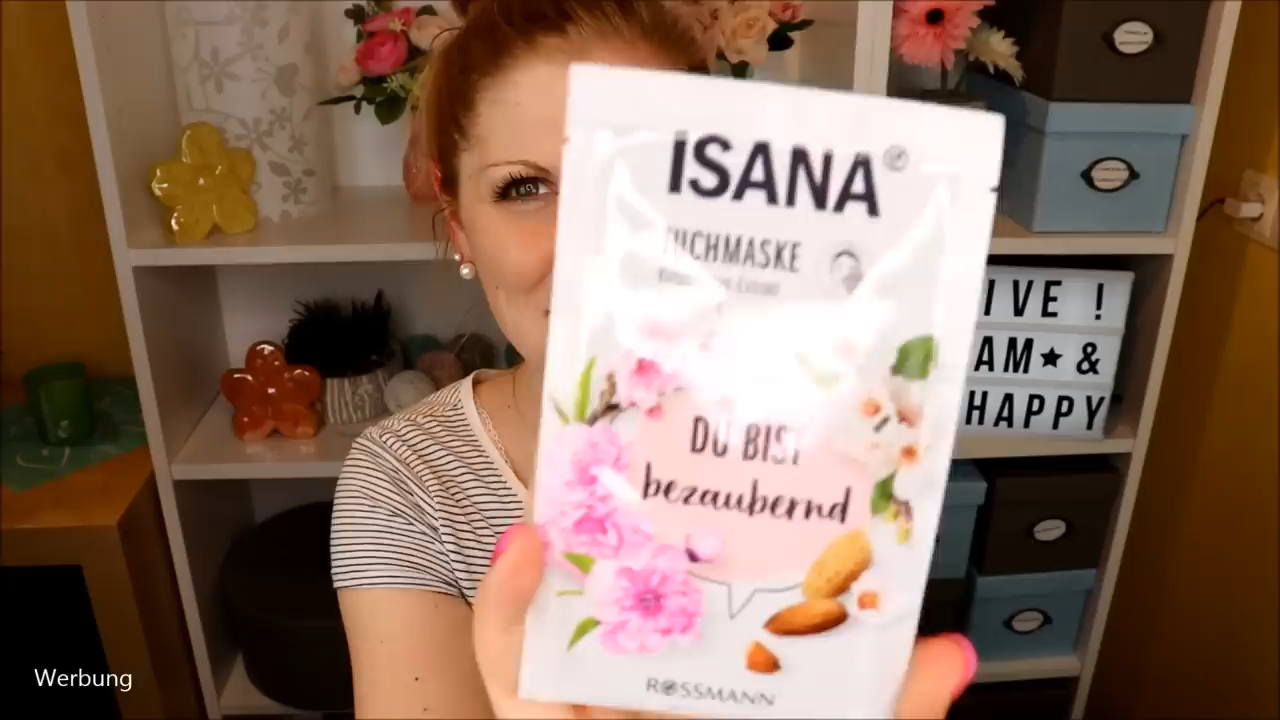 ISANA
TUCHMASKE
DU BIST
bezaubernd
ROSSMANN
IVE !
AM★&
HAPPY
Werbung